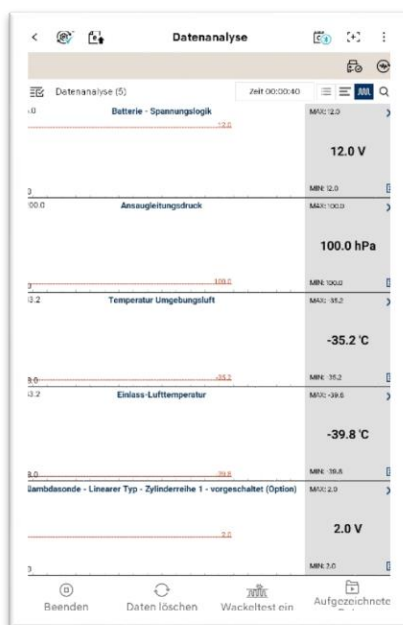 Datenanalyse
Datenanalyse (5)
Zeit 00:00:40
Batterie - Spannungslogik
MAX: 12.0
12.0
12.0 V
MIN: 12.0
Ansaugleitungsdruck
MAX: 100.0
100.0 hPa
100.0
MIN: 100.0
Temperatur Umgebungsluft
MAX: -35.2
-35.2 °C
-35.2
MIN: -35.2
Einlass-Lufttemperatur
MAX: -39.8
-39.8 °C
-39.8
MIN: -39.8
lambdasonde - Linearer Typ - Zylinderreihe 1 - vorgeschaltet (Option)
MAX: 2.0
2.0
2.0 V
MIN: 2.0
Beenden
Daten löschen
Wackeltest ein
Aufgezeichnete